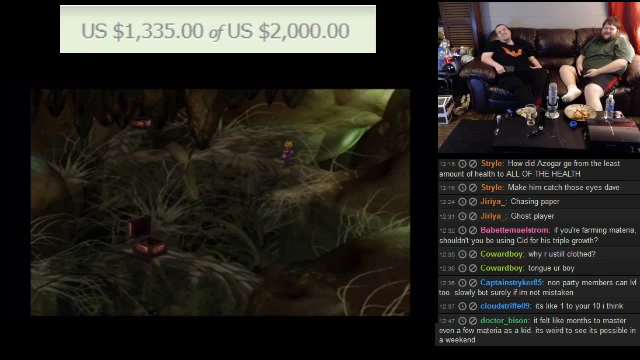 US $1,335.00 of US $2,000.00
12:15 Stryle: How did Azogar go from the least
amount of health to ALL OF THE HEALTH
12:16 Stryle: Make him catch those eyes dave
12:24 Jiriya_: Chasing paper
12:31 Jiriya_: Ghost player
12:32 Babettemaelstrom: if you're farming materia,
shouldn't you be using Cid for his triple growth?
12:35 Cowardboy: why r ustill clothed?
12:36 Cowardboy: tongue ur boy
12:36 Captainstryker85: non party members can lvl
too. slowly but surely if im not mistaken
12:37 cloudstriffe09: its like 1 to your 10 i think
12:47 doctor_bison: it felt like months to master
even a few materia as a kid. its weird to see its possible in
a weekend